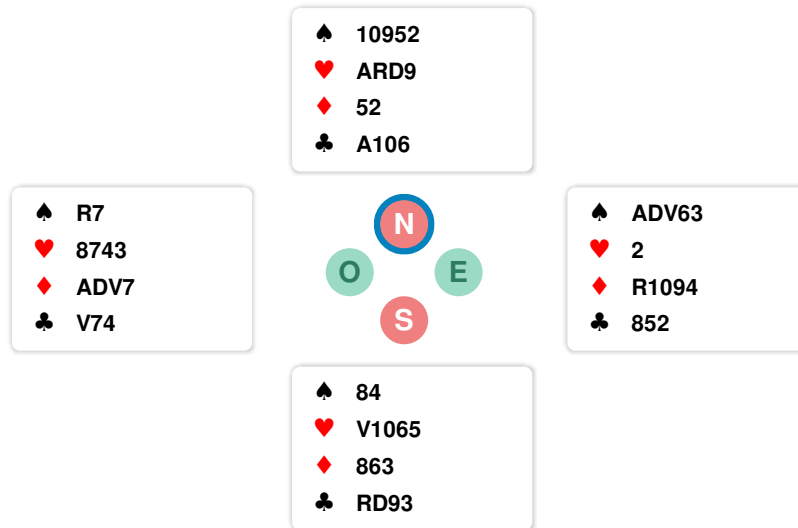 ♠ 10952
♥ ARD9
♦ 52
♣ A106
♠ R7
♥ 8743
♦ ADV7
♣ V74
N
O E
S
♠ ADV63
♥ 2
♦ R1094
♣ 852
♠ 84
♥ V1065
♦ 863
♣ RD93